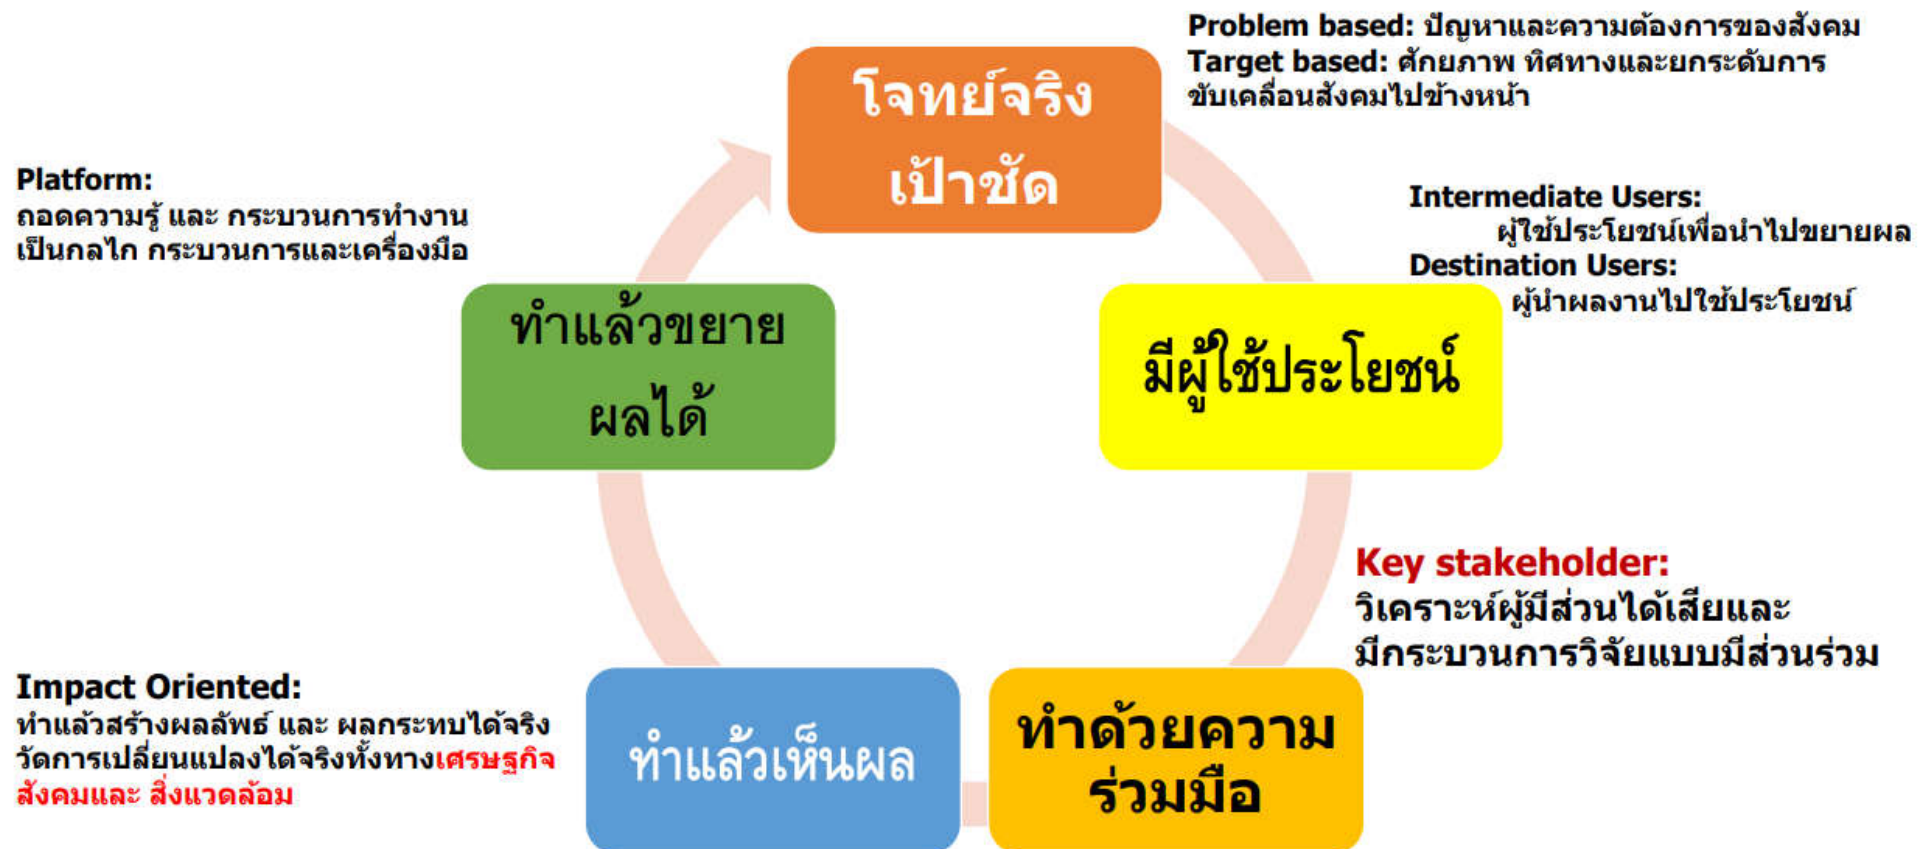 Problem based: ปัญหาและความต้องการของสังคม
Target based: ศักยภาพ ทิศทางและยกระดับการ
ขับเคลื่อนสังคมไปข้างหน้า
โจทย์จริง
เป้าชัด
Intermediate Users:
ผู้ใช้ประโยชน์เพื่อนำไปขยายผล
Destination Users:
ผู้นำผลงานไปใช้ประโยชน์
มีผู้ใช้ประโยชน์
Key stakeholder:
วิเคราะห์ผู้มีส่วนได้เสียและ
มีกระบวนการวิจัยแบบมีส่วนร่วม
ทำด้วยความ
ร่วมมือ
ทำแล้วเห็นผล
Impact Oriented:
ทำแล้วสร้างผลลัพธ์ และ ผลกระทบได้จริง
วัดการเปลี่ยนแปลงได้จริงทั้งทางเศรษฐกิจ
สังคมและ สิ่งแวดล้อม
ทำแล้วขยาย
ผลได้
Platform:
ถอดความรู้ และ กระบวนการทำงาน
เป็นกลไก กระบวนการและเครื่องมือ